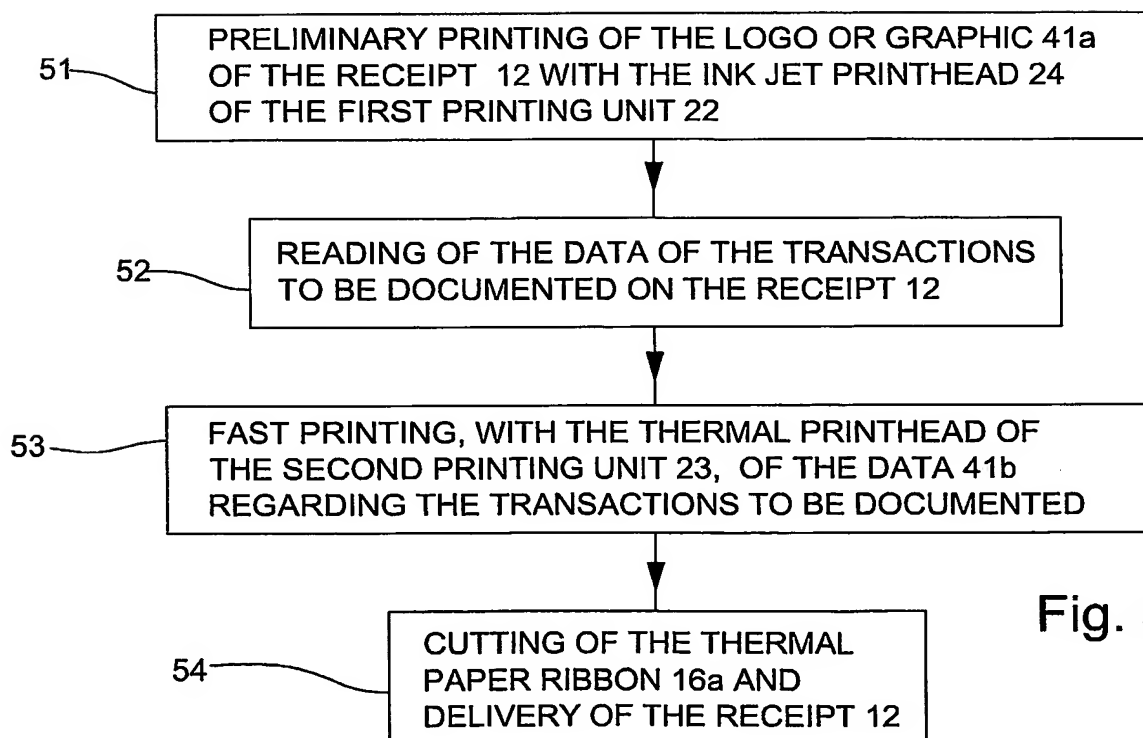 51
PRELIMINARY PRINTING OF THE LOGO OR GRAPHIC 41a
OF THE RECEIPT 12 WITH THE INK JET PRINTHEAD 24
OF THE FIRST PRINTING UNIT 22
52
READING OF THE DATA OF THE TRANSACTIONS
TO BE DOCUMENTED ON THE RECEIPT 12
53
FAST PRINTING, WITH THE THERMAL PRINTHEAD OF
THE SECOND PRINTING UNIT 23, OF THE DATA 41b
REGARDING THE TRANSACTIONS TO BE DOCUMENTED
54
CUTTING OF THE THERMAL
PAPER RIBBON 16a AND
DELIVERY OF THE RECEIPT 12
Fig.